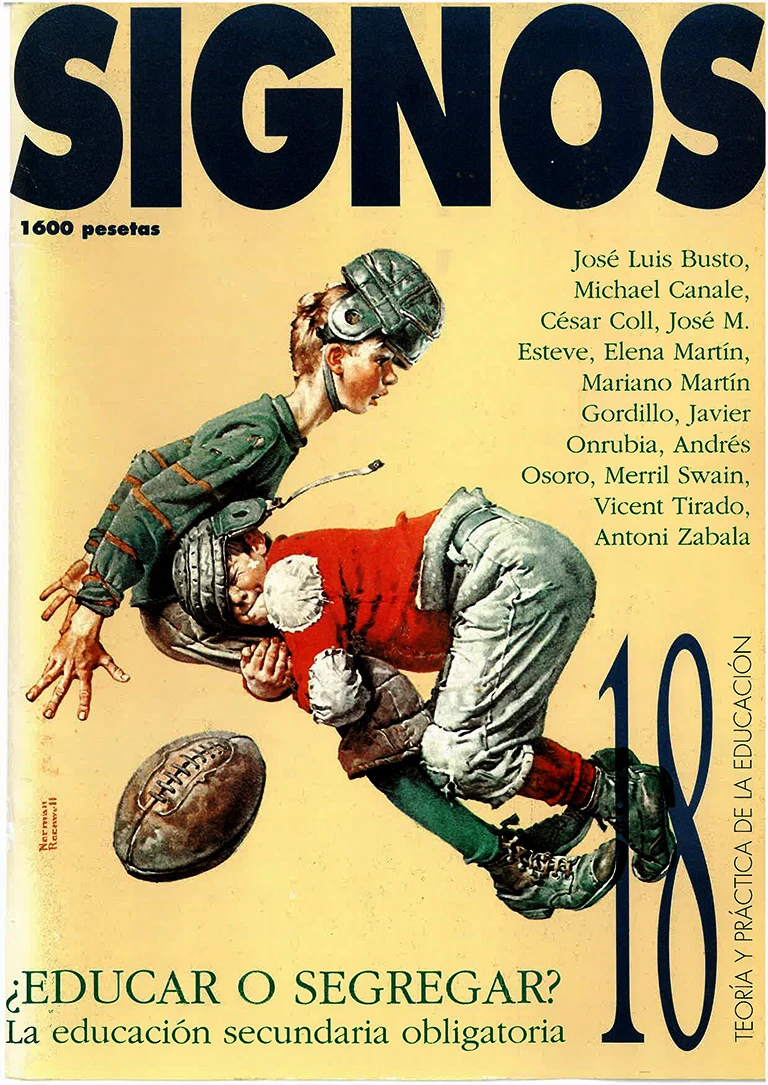 SIGNOS
1600 pesetas
José Luis Busto,
Michael Canale,
César Coll, José M.
Esteve, Elena Martín,
Mariano Martín
Gordillo, Javier
Onrubia, Andrés
Osoro, Merril Swain,
Vicent Tirado,
Antoni Zabala
18
TEORÍA Y PRÁCTICA DE LA EDUCACIÓN
Norman
Rockwell
¿EDUCAR O SEGREGAR?
La educación secundaria obligatoria